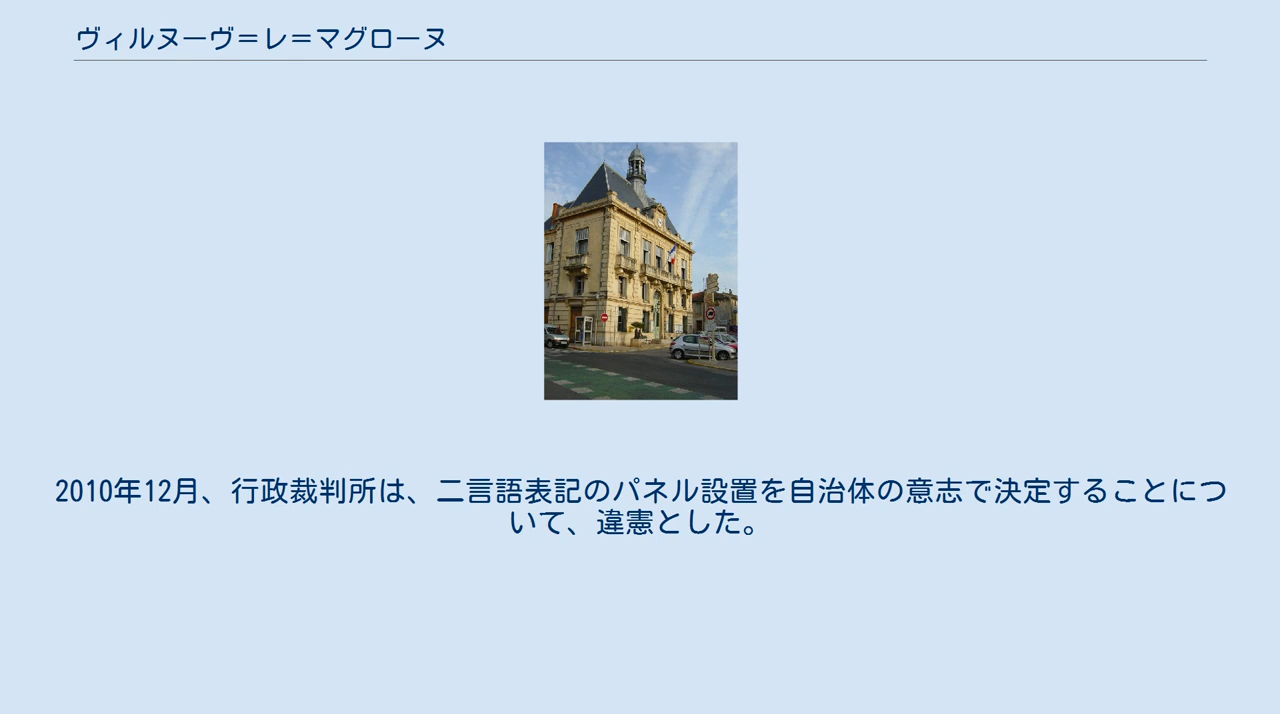 ヴィルヌーヴ＝レ＝マグローヌ
2010年12月、行政裁判所は、二言語表記のパネル設置を自治体の意志で決定することにつ
いて、違憲とした。